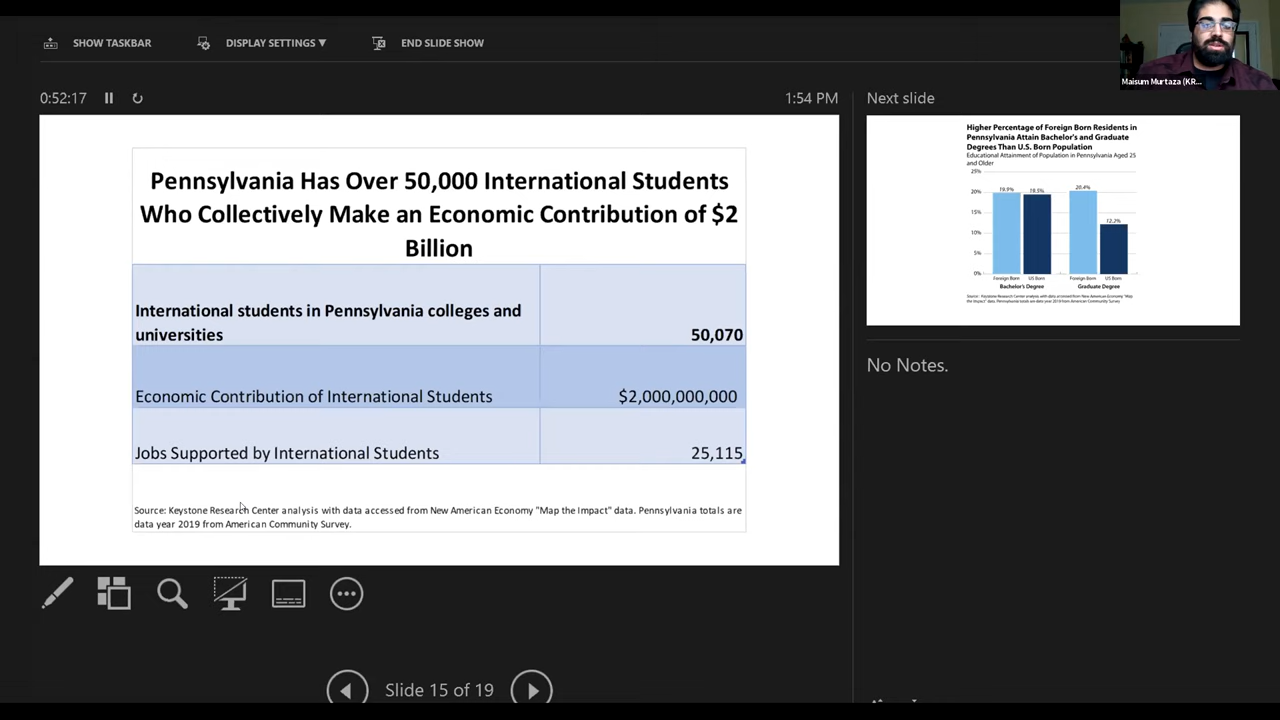 SHOW TASKBAR
DISPLAY SETTINGS ▼
END SLIDE SHOW
Maisum Murtaza (KR...
0:52:17
1:54 PM
Next slide
Pennsylvania Has Over 50,000 International Students
Who Collectively Make an Economic Contribution of $2
Billion
International students in Pennsylvania colleges and
universities
50,070
Economic Contribution of International Students
$2,000,000,000
Jobs Supported by International Students
25,115
Source: Keystone Research Center analysis with data accessed from New American Economy "Map the Impact" data. Pennsylvania totals are
data year 2019 from American Community Survey.
Higher Percentage of Foreign Born Residents in
Pennsylvania Attain Bachelor's and Graduate
Degrees Than U.S. Born Population
Educational Attainment of Population in Pennsylvania Aged 25
and Older
25%
20%
15%
10%
5%
0%
19.9%
19.5%
20.4%
12.2%
Foreign Born
US Born
Foreign Born
US Born
Bachelor's Degree
Graduate Degree
Source: Keystone Research Center analysis with data accessed from New American Economy "Map
the Impact" data. Pennsylvania totals are data year 2019 from American Community Survey
No Notes.
Slide 15 of 19